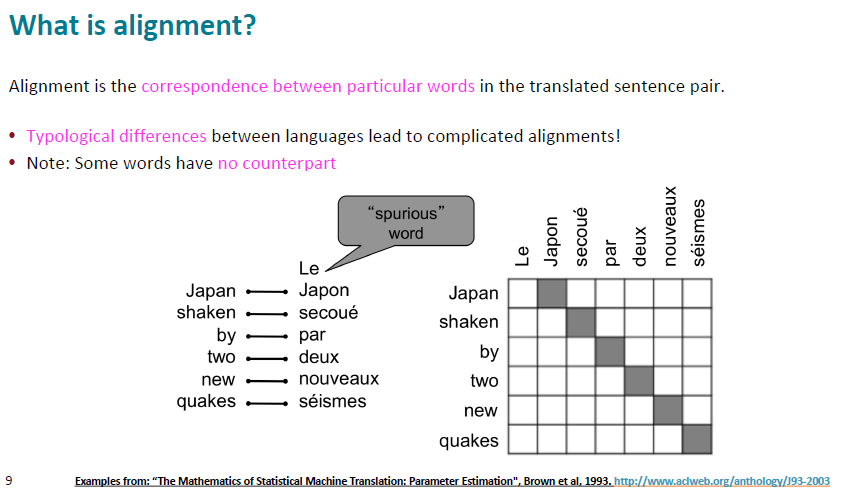 What is alignment?
Alignment is the correspondence between particular words in the translated sentence pair.
• Typological differences between languages lead to complicated alignments!
• Note: Some words have no counterpart
“spurious”
word
Le
Japan Japon
shaken secoué
by par
two deux
new nouveaux
quakes séismes
Le Japon secoué par deux nouveaux séismes
Japan
shaken
by
two
new
quakes
9
Examples from: “The Mathematics of Statistical Machine Translation: Parameter Estimation", Brown et al, 1993. http://www.aclweb.org/anthology/J93-2003